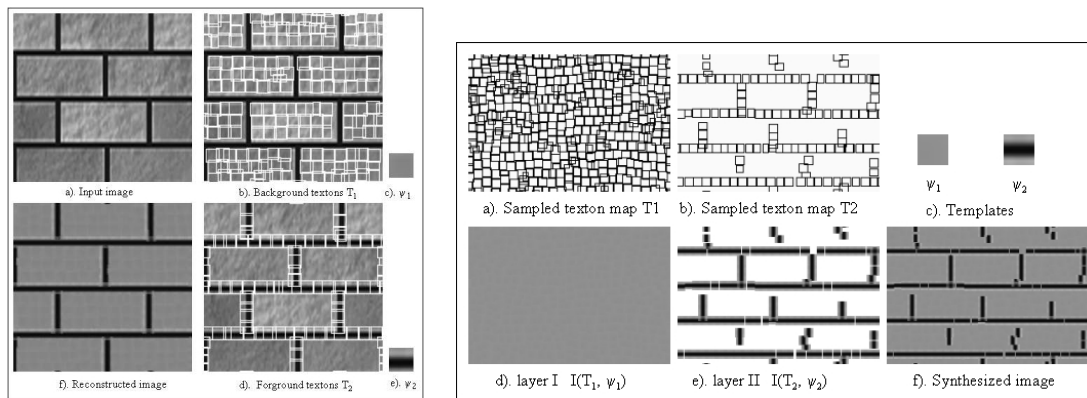 a). Input image
b). Background textons T1
c). ψ1
f). Reconstructed image
d). Forground textons T2
e). ψ2
a). Sampled texton map T1
b). Sampled texton map T2
ψ1
ψ2
c). Templates
d). layer I I(T1, ψ1)
e). layer II I(T2, ψ2)
f). Synthesized image